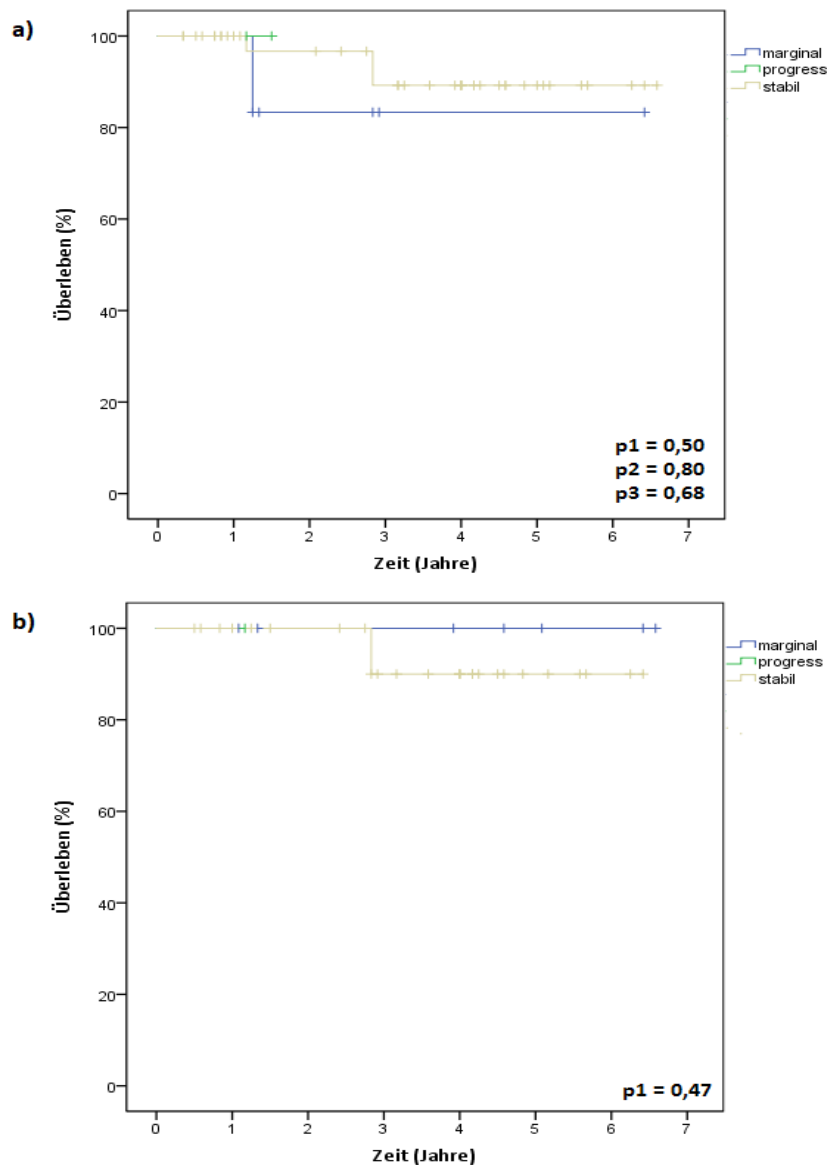 a)
100
80
60
40
20
0
Überleben (%)
0 1 2 3 4 5 6 7
Zeit (Jahre)
marginal
progress
stabil
p1 = 0,50
p2 = 0,80
p3 = 0,68
b)
100
80
60
40
20
0
Überleben (%)
0 1 2 3 4 5 6 7
Zeit (Jahre)
marginal
progress
stabil
p1 = 0,47